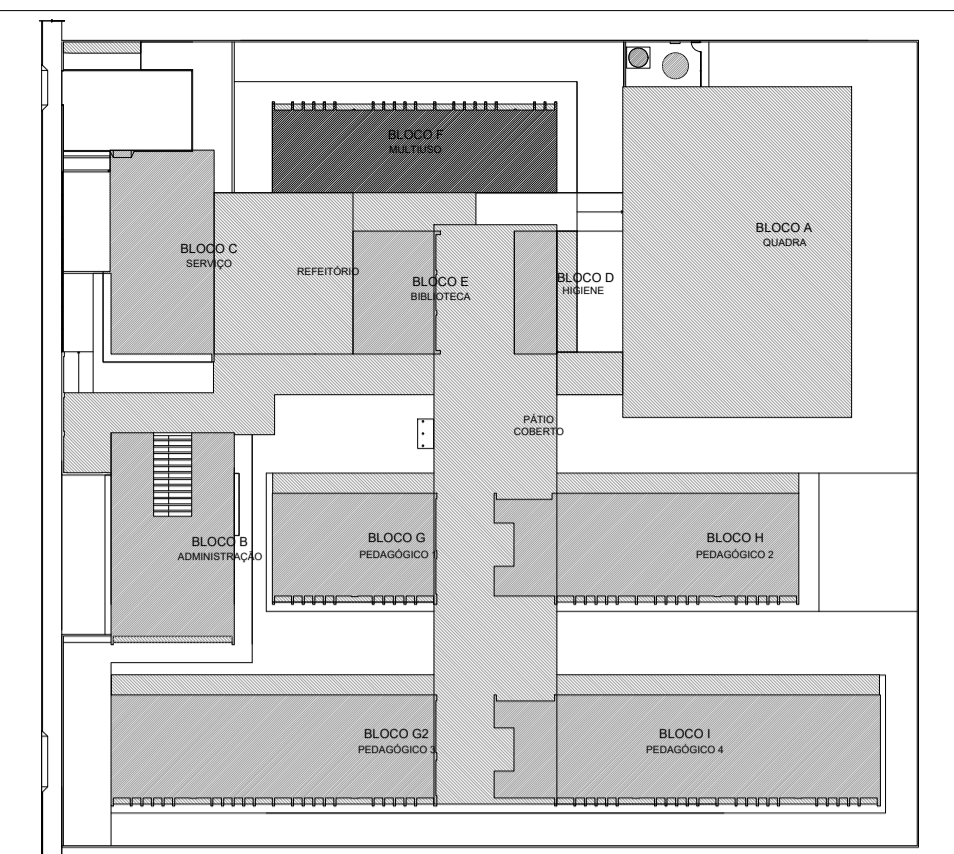 BLOCO F
MULTIUSO
BLOCO A
QUADRA
BLOCO C
SERVIÇO
REFEITÓRIO
BLOCO E
BIBLIOTECA
BLOCO D
HIGIENE
PÁTIO
COBERTO
BLOCO B
ADMINISTRAÇÃO
BLOCO G
PEDAGÓGICO 1
BLOCO H
PEDAGÓGICO 2
BLOCO G2
PEDAGÓGICO 3
BLOCO I
PEDAGÓGICO 4